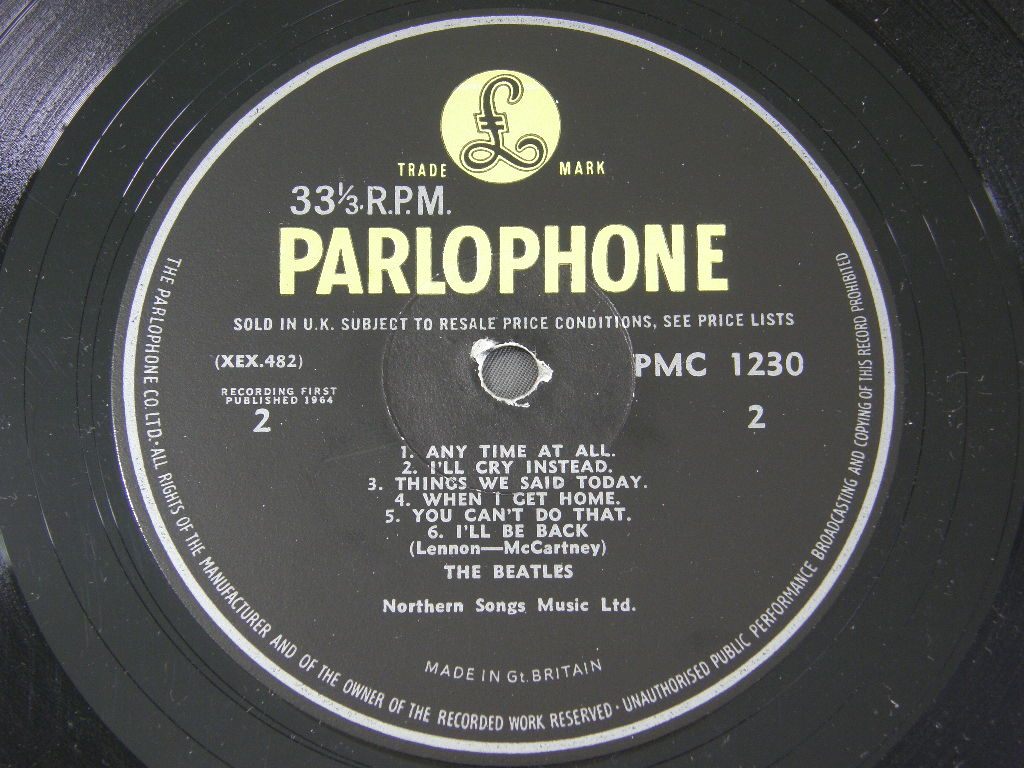 £
TRADE MARK
33⅓ R.P.M.
PARLOPHONE
SOLD IN U.K. SUBJECT TO RESALE PRICE CONDITIONS, SEE PRICE LISTS
(XEX.482) PMC 1230
RECORDING FIRST
PUBLISHED 1964
2 2
1. ANY TIME AT ALL.
2. I'LL CRY INSTEAD.
3. THINGS WE SAID TODAY.
4. WHEN I GET HOME.
5. YOU CAN'T DO THAT.
6. I'LL BE BACK
(Lennon—McCartney)
THE BEATLES
Northern Songs Music Ltd.
MADE IN Gt. BRITAIN
THE PARLOPHONE CO. LTD. · ALL RIGHTS OF THE MANUFACTURER AND OF THE OWNER OF THE RECORDED WORK RESERVED · UNAUTHORISED PUBLIC PERFORMANCE BROADCASTING AND COPYING OF THIS RECORD PROHIBITED